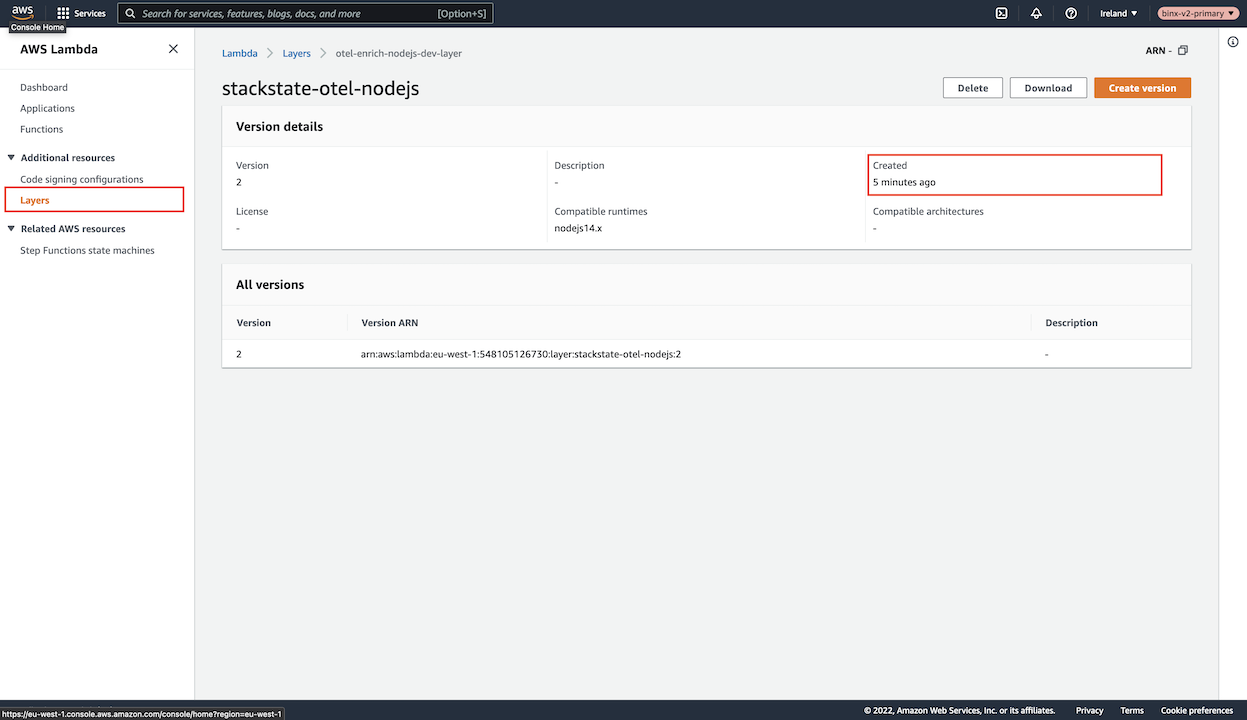 aws
Services
Search for services, features, blogs, docs, and more
[Option+S]
Ireland ▼
binx-v2-primary ▼
Console Home
AWS Lambda
Dashboard
Applications
Functions
Additional resources
Code signing configurations
Layers
Related AWS resources
Step Functions state machines
Lambda > Layers > otel-enrich-nodejs-dev-layer
ARN -
stackstate-otel-nodejs
Delete
Download
Create version
Version details
Version
2
Description
-
Created
5 minutes ago
License
-
Compatible runtimes
nodejs14.x
Compatible architectures
-
All versions
Version Version ARN Description
2 arn:aws:lambda:eu-west-1:548105126730:layer:stackstate-otel-nodejs:2 -
https://eu-west-1.console.aws.amazon.com/console/home?region=eu-west-1
© 2022, Amazon Web Services, Inc. or its affiliates.
Privacy
Terms
Cookie preferences